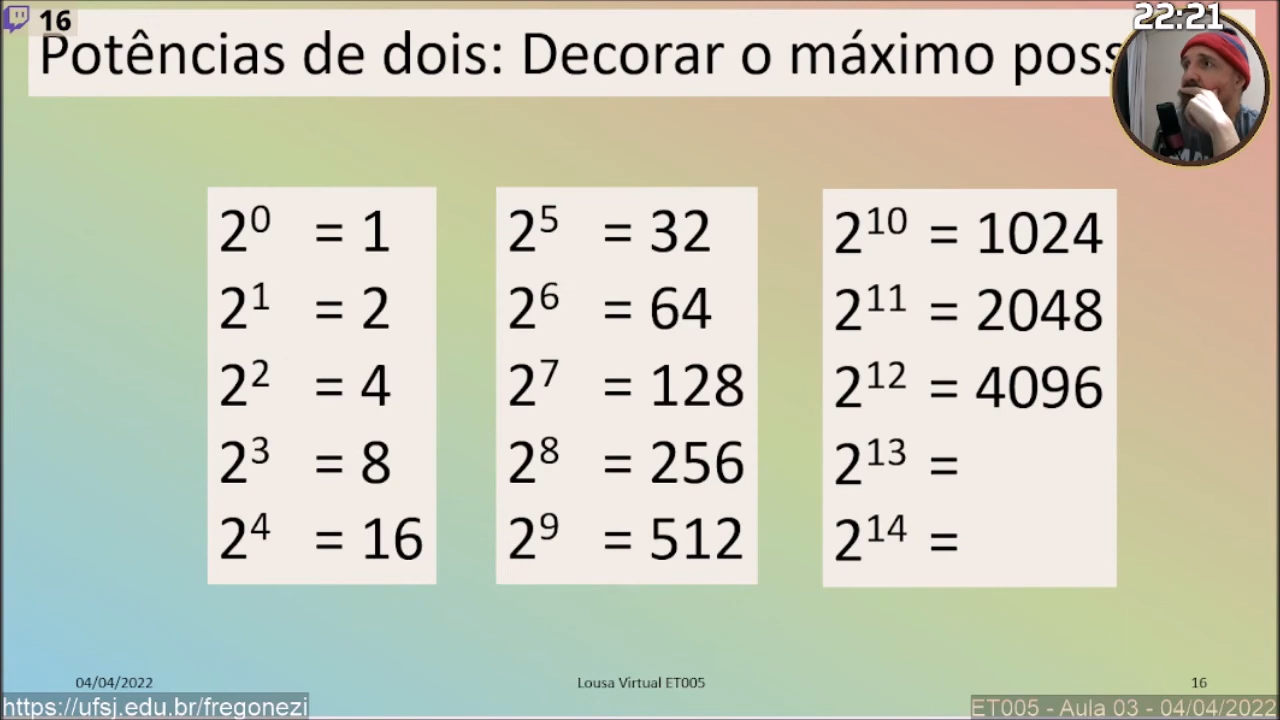 16
22:21
Potências de dois: Decorar o máximo poss
2⁰ = 1
2¹ = 2
2² = 4
2³ = 8
2⁴ = 16
2⁵ = 32
2⁶ = 64
2⁷ = 128
2⁸ = 256
2⁹ = 512
2¹⁰ = 1024
2¹¹ = 2048
2¹² = 4096
2¹³ =
2¹⁴ =
04/04/2022
Lousa Virtual ET005
16
https://ufsj.edu.br/fregonezi
ET005 - Aula 03 - 04/04/2022